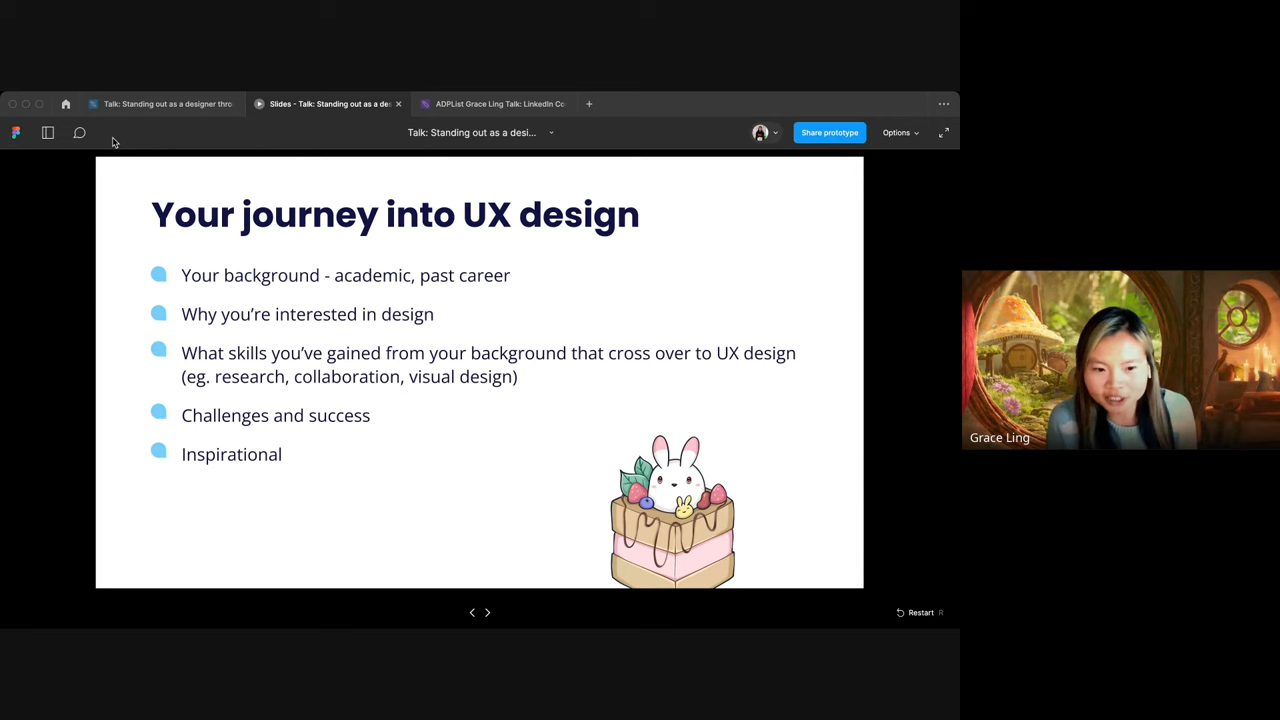 Talk: Standing out as a designer thro
Slides - Talk: Standing out as a des
ADPList Grace Ling Talk: LinkedIn Co
Talk: Standing out as a desi...
Share prototype
Options
Your journey into UX design
Your background - academic, past career
Why you’re interested in design
What skills you’ve gained from your background that cross over to UX design
(eg. research, collaboration, visual design)
Challenges and success
Inspirational
Grace Ling
Restart R